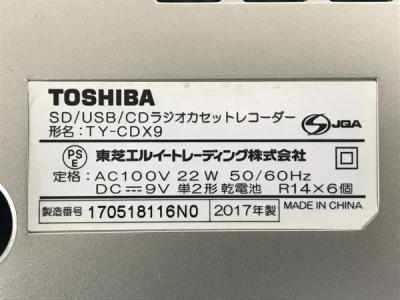 TOSHIBA
SD/USB/CDラジオカセットレコーダー
形名：TY-CDX9
JQA
PS
E
東芝エルイートレーディング株式会社
定格：AC100V 22W 50/60Hz
DC⎓9V 単2形 乾電池 R14×6個
製造番号 170518116N0 2017年製 MADE IN CHINA